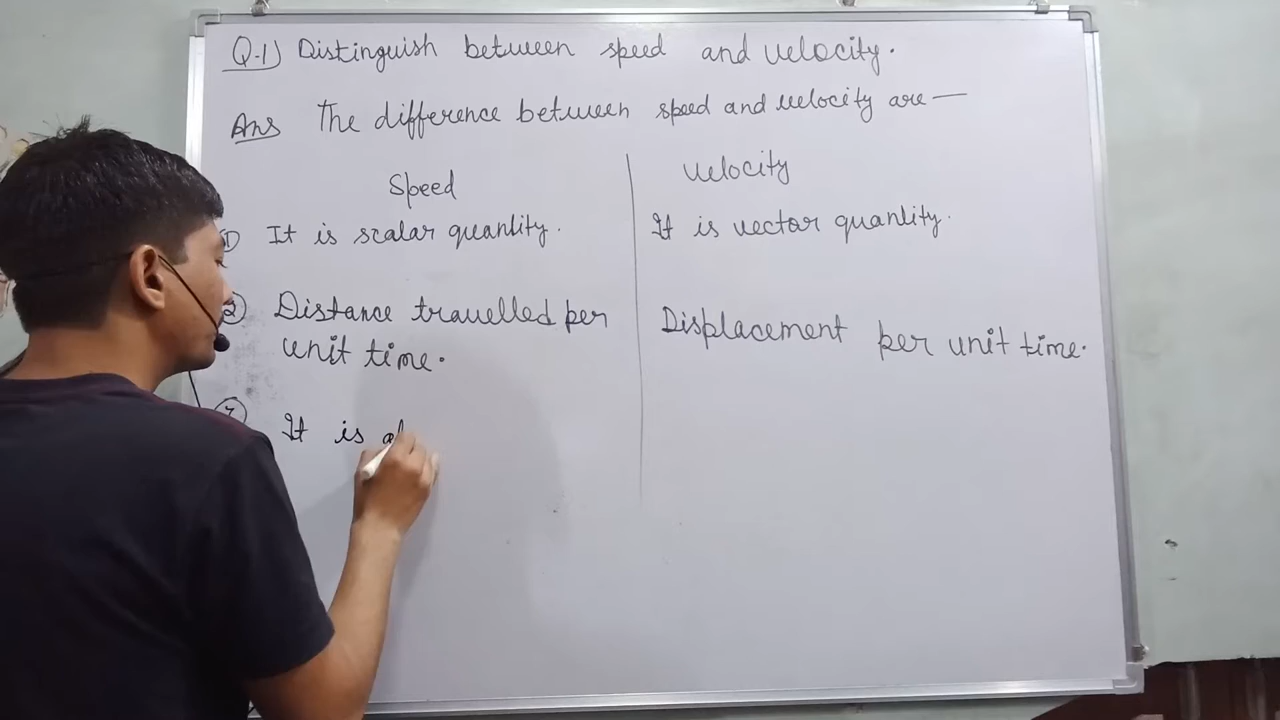 Q.1) Distinguish between speed and velocity.
Ans The difference between speed and velocity are —
Speed
Velocity
1) It is scalar quantity.
It is vector quantity.
2 Distance travelled per
unit time.
Displacement per unit time.
It is